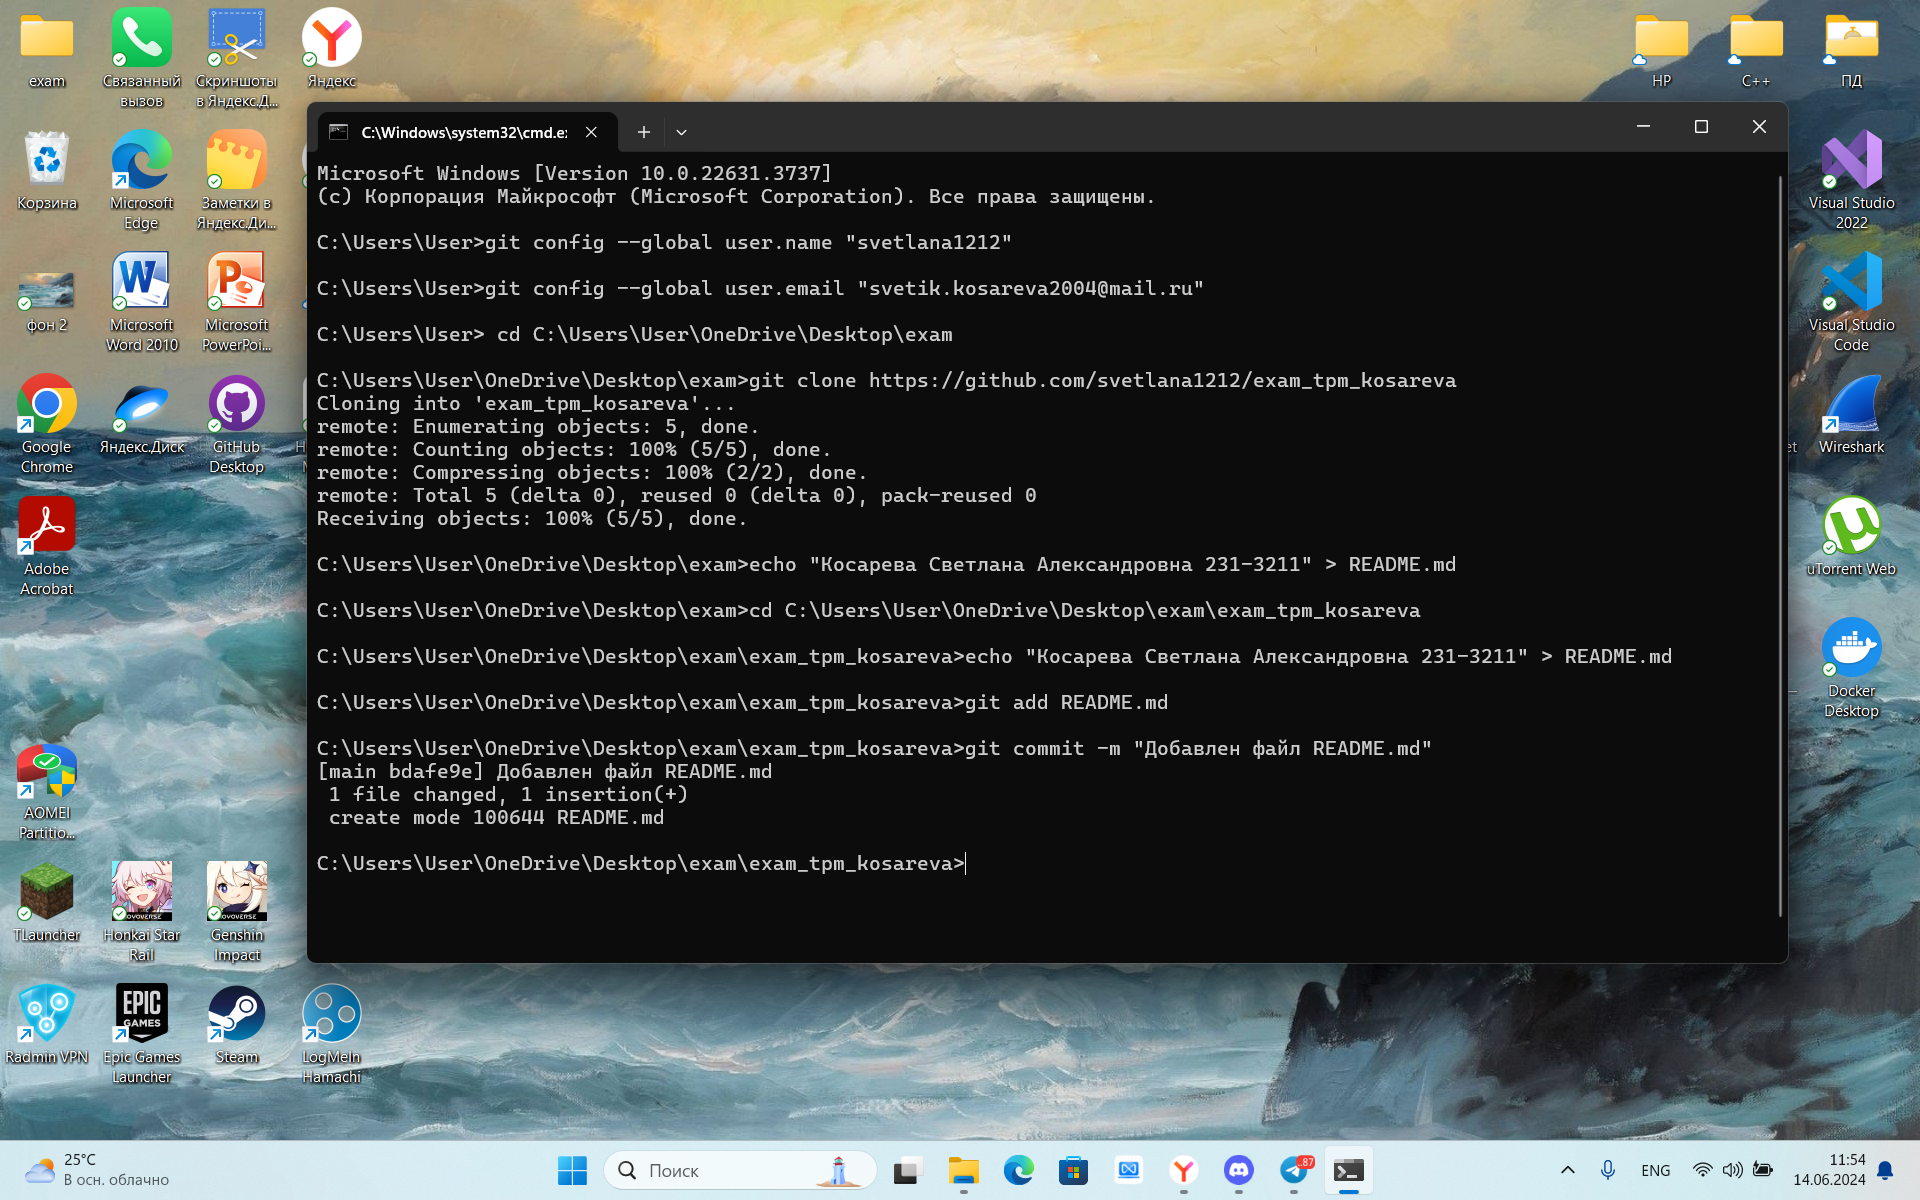 exam
Связанный
вызов
Скриншоты
в Яндекс.Д...
Яндекс
HP
C++
ПД
C:\Windows\system32\cmd.ex
Microsoft Windows [Version 10.0.22631.3737]
(c) Корпорация Майкрософт (Microsoft Corporation). Все права защищены.
C:\Users\User>git config --global user.name "svetlana1212"
C:\Users\User>git config --global user.email "svetik.kosareva2004@mail.ru"
C:\Users\User> cd C:\Users\User\OneDrive\Desktop\exam
C:\Users\User\OneDrive\Desktop\exam>git clone https://github.com/svetlana1212/exam_tpm_kosareva
Cloning into 'exam_tpm_kosareva'...
remote: Enumerating objects: 5, done.
remote: Counting objects: 100% (5/5), done.
remote: Compressing objects: 100% (2/2), done.
remote: Total 5 (delta 0), reused 0 (delta 0), pack-reused 0
Receiving objects: 100% (5/5), done.
C:\Users\User\OneDrive\Desktop\exam>echo "Косарева Светлана Александровна 231-3211" > README.md
C:\Users\User\OneDrive\Desktop\exam>cd C:\Users\User\OneDrive\Desktop\exam\exam_tpm_kosareva
C:\Users\User\OneDrive\Desktop\exam\exam_tpm_kosareva>echo "Косарева Светлана Александровна 231-3211" > README.md
C:\Users\User\OneDrive\Desktop\exam\exam_tpm_kosareva>git add README.md
C:\Users\User\OneDrive\Desktop\exam\exam_tpm_kosareva>git commit -m "Добавлен файл README.md"
[main bdafe9e] Добавлен файл README.md
1 file changed, 1 insertion(+)
create mode 100644 README.md
C:\Users\User\OneDrive\Desktop\exam\exam_tpm_kosareva>
Корзина
Microsoft
Edge
Заметки в
Яндекс.Ди...
фон 2
Microsoft
Word 2010
Microsoft
PowerPoi...
Google
Chrome
Яндекс.Диск
GitHub
Desktop
Adobe
Acrobat
AOMEI
Partitio...
TLauncher
Honkai Star
Rail
Genshin
Impact
Radmin VPN
EPIC
GAMES
Epic Games
Launcher
Steam
LogMeIn
Hamachi
Visual Studio
2022
Visual Studio
Code
Wireshark
uTorrent Web
Docker
Desktop
25°C
В осн. облачно
Поиск
87
ENG
11:54
14.06.2024